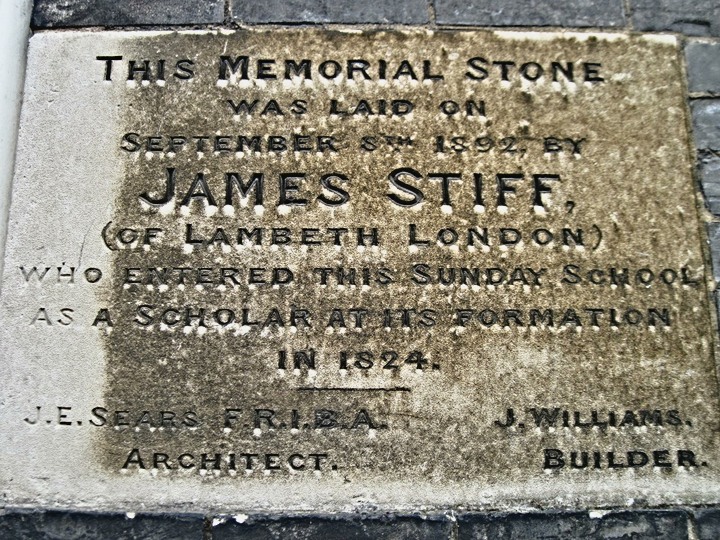 THIS MEMORIAL STONE
WAS LAID ON
SEPTEMBER 8TH 1892. BY
JAMES STIFF,
(OF LAMBETH LONDON)
WHO ENTERED THIS SUNDAY SCHOOL
AS A SCHOLAR AT ITS FORMATION
IN 1824.
J.E. SEARS F.R.I.B.A.
ARCHITECT.
J. WILLIAMS.
BUILDER.